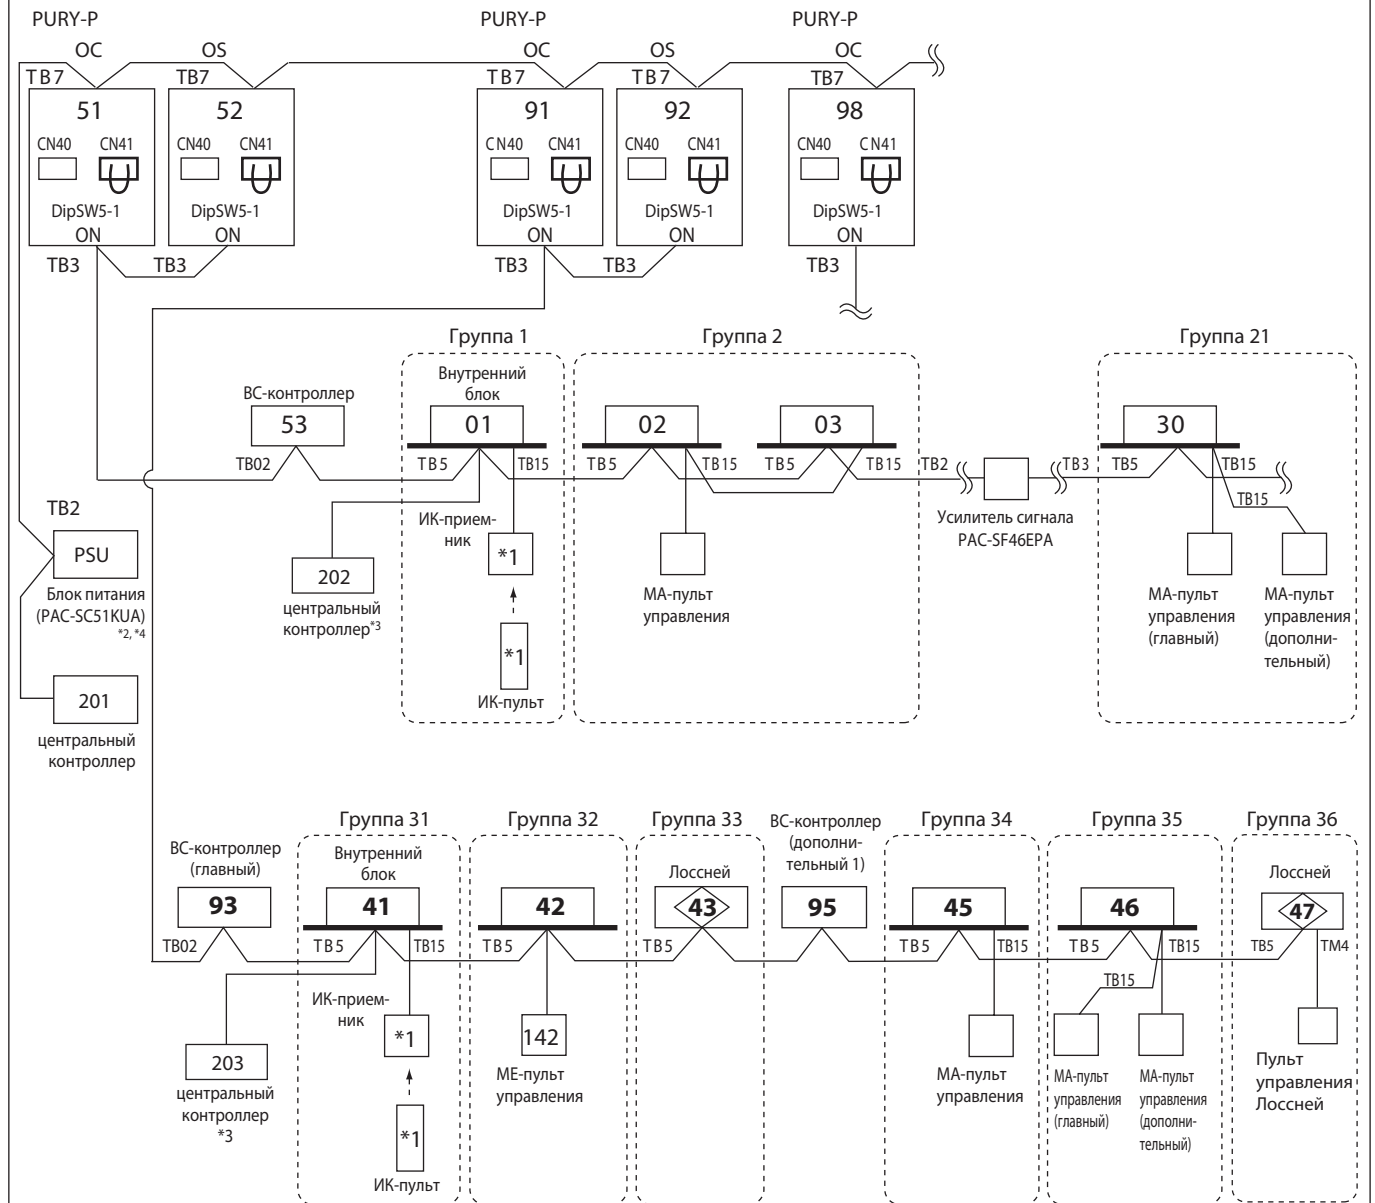 PURY-P PURY-P PURY-P
OC OS OC OS OC
TB7 TB7 TB7 TB7 TB7
51 52 91 92 98
CN40 CN41 CN40 CN41 CN40 CN41 CN40 CN41 CN40 CN41
DipSW5-1 DipSW5-1 DipSW5-1 DipSW5-1 DipSW5-1
ON ON ON ON ON
TB3 TB3 TB3 TB3 TB3
Группа 1 Группа 2 Группа 21
Внутренний
блок
ВС-контроллер
53 01 02 03 30
TB02 TB5 TB15 TB5 TB15 TB5 TB15 TB2 TB3 TB5 TB15
TB15
Усилитель сигнала
PAC-SF46EPA
TB2
PSU
Блок питания
(PAC-SC51KUA)
*2, *4
202
центральный
контроллер*3
ИК-прием-
ник
*1
*1
ИК-пульт
МА-пульт
управления
МА-пульт
управления
(главный)
МА-пульт
управления
(дополни-
тельный)
201
центральный
контроллер
Группа 31 Группа 32 Группа 33 Группа 34 Группа 35 Группа 36
ВС-контроллер
(главный)
Внутренний
блок
Лоссней
ВС-контроллер
(дополни-
тельный 1)
Лоссней
93 41 42 43 95 45 46 47
TB02 TB5 TB15 TB5 TB5 TB5 TB15 TB5 TB15 TB5 TM4
TB15
ИК-прием-
ник
*1
*1
ИК-пульт
203
центральный
контроллер
*3
142
МЕ-пульт
управления
МА-пульт
управления
МА-пульт
управления
(главный)
МА-пульт
управления
(дополни-
тельный)
Пульт
управления
Лоссней